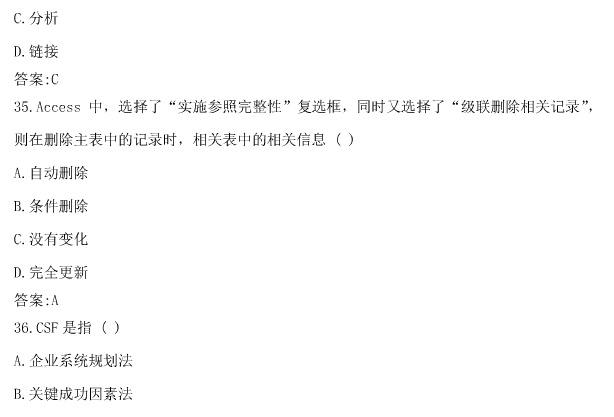 C.分析
D.链接
答案:C
35.Access 中，选择了“实施参照完整性”复选框，同时又选择了“级联删除相关记录”，
则在删除主表中的记录时，相关表中的相关信息（ ）
A.自动删除
B.条件删除
C.没有变化
D.完全更新
答案:A
36.CSF 是指（ ）
A.企业系统规划法
B.关键成功因素法